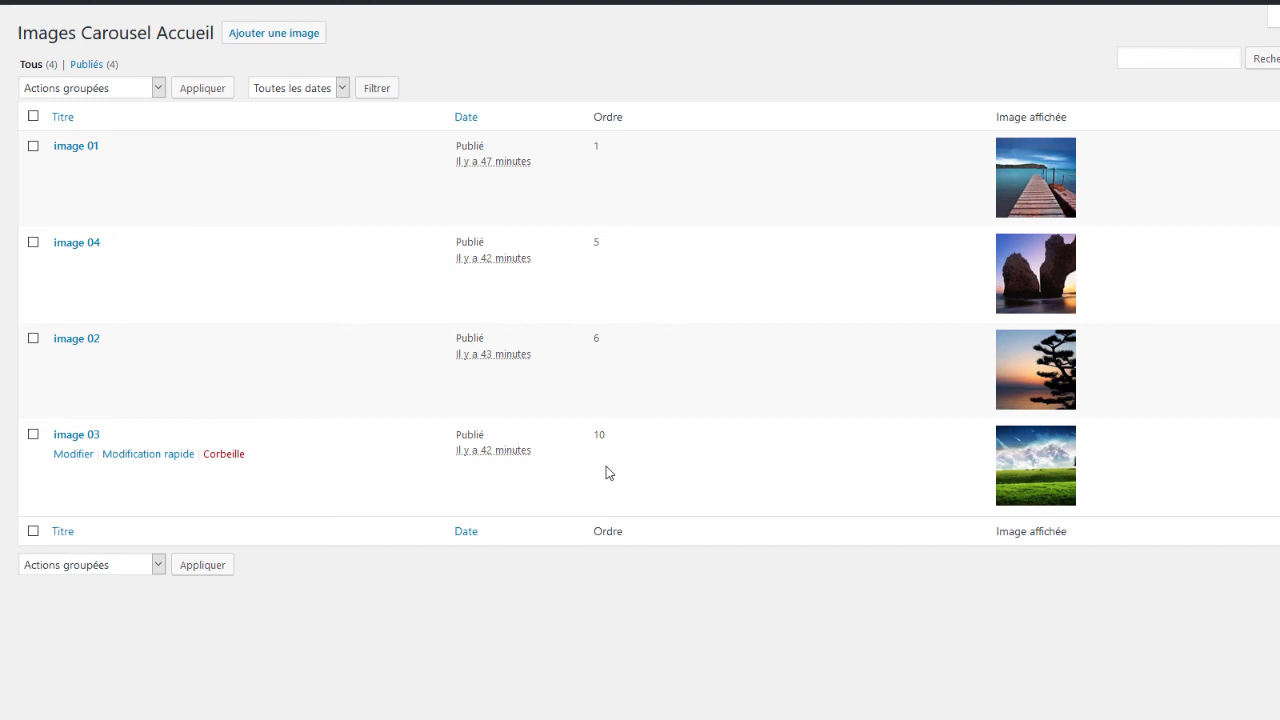 Images Carousel Accueil Ajouter une image
Tous (4) | Publiés (4)
Actions groupées Appliquer Toutes les dates Filtrer
Titre Date Ordre Image affichée
image 01 Publié 1
Il y a 47 minutes
image 04 Publié 5
Il y a 42 minutes
image 02 Publié 6
Il y a 43 minutes
image 03 Publié 10
Modifier | Modification rapide | Corbeille Il y a 42 minutes
Titre Date Ordre Image affichée
Actions groupées Appliquer